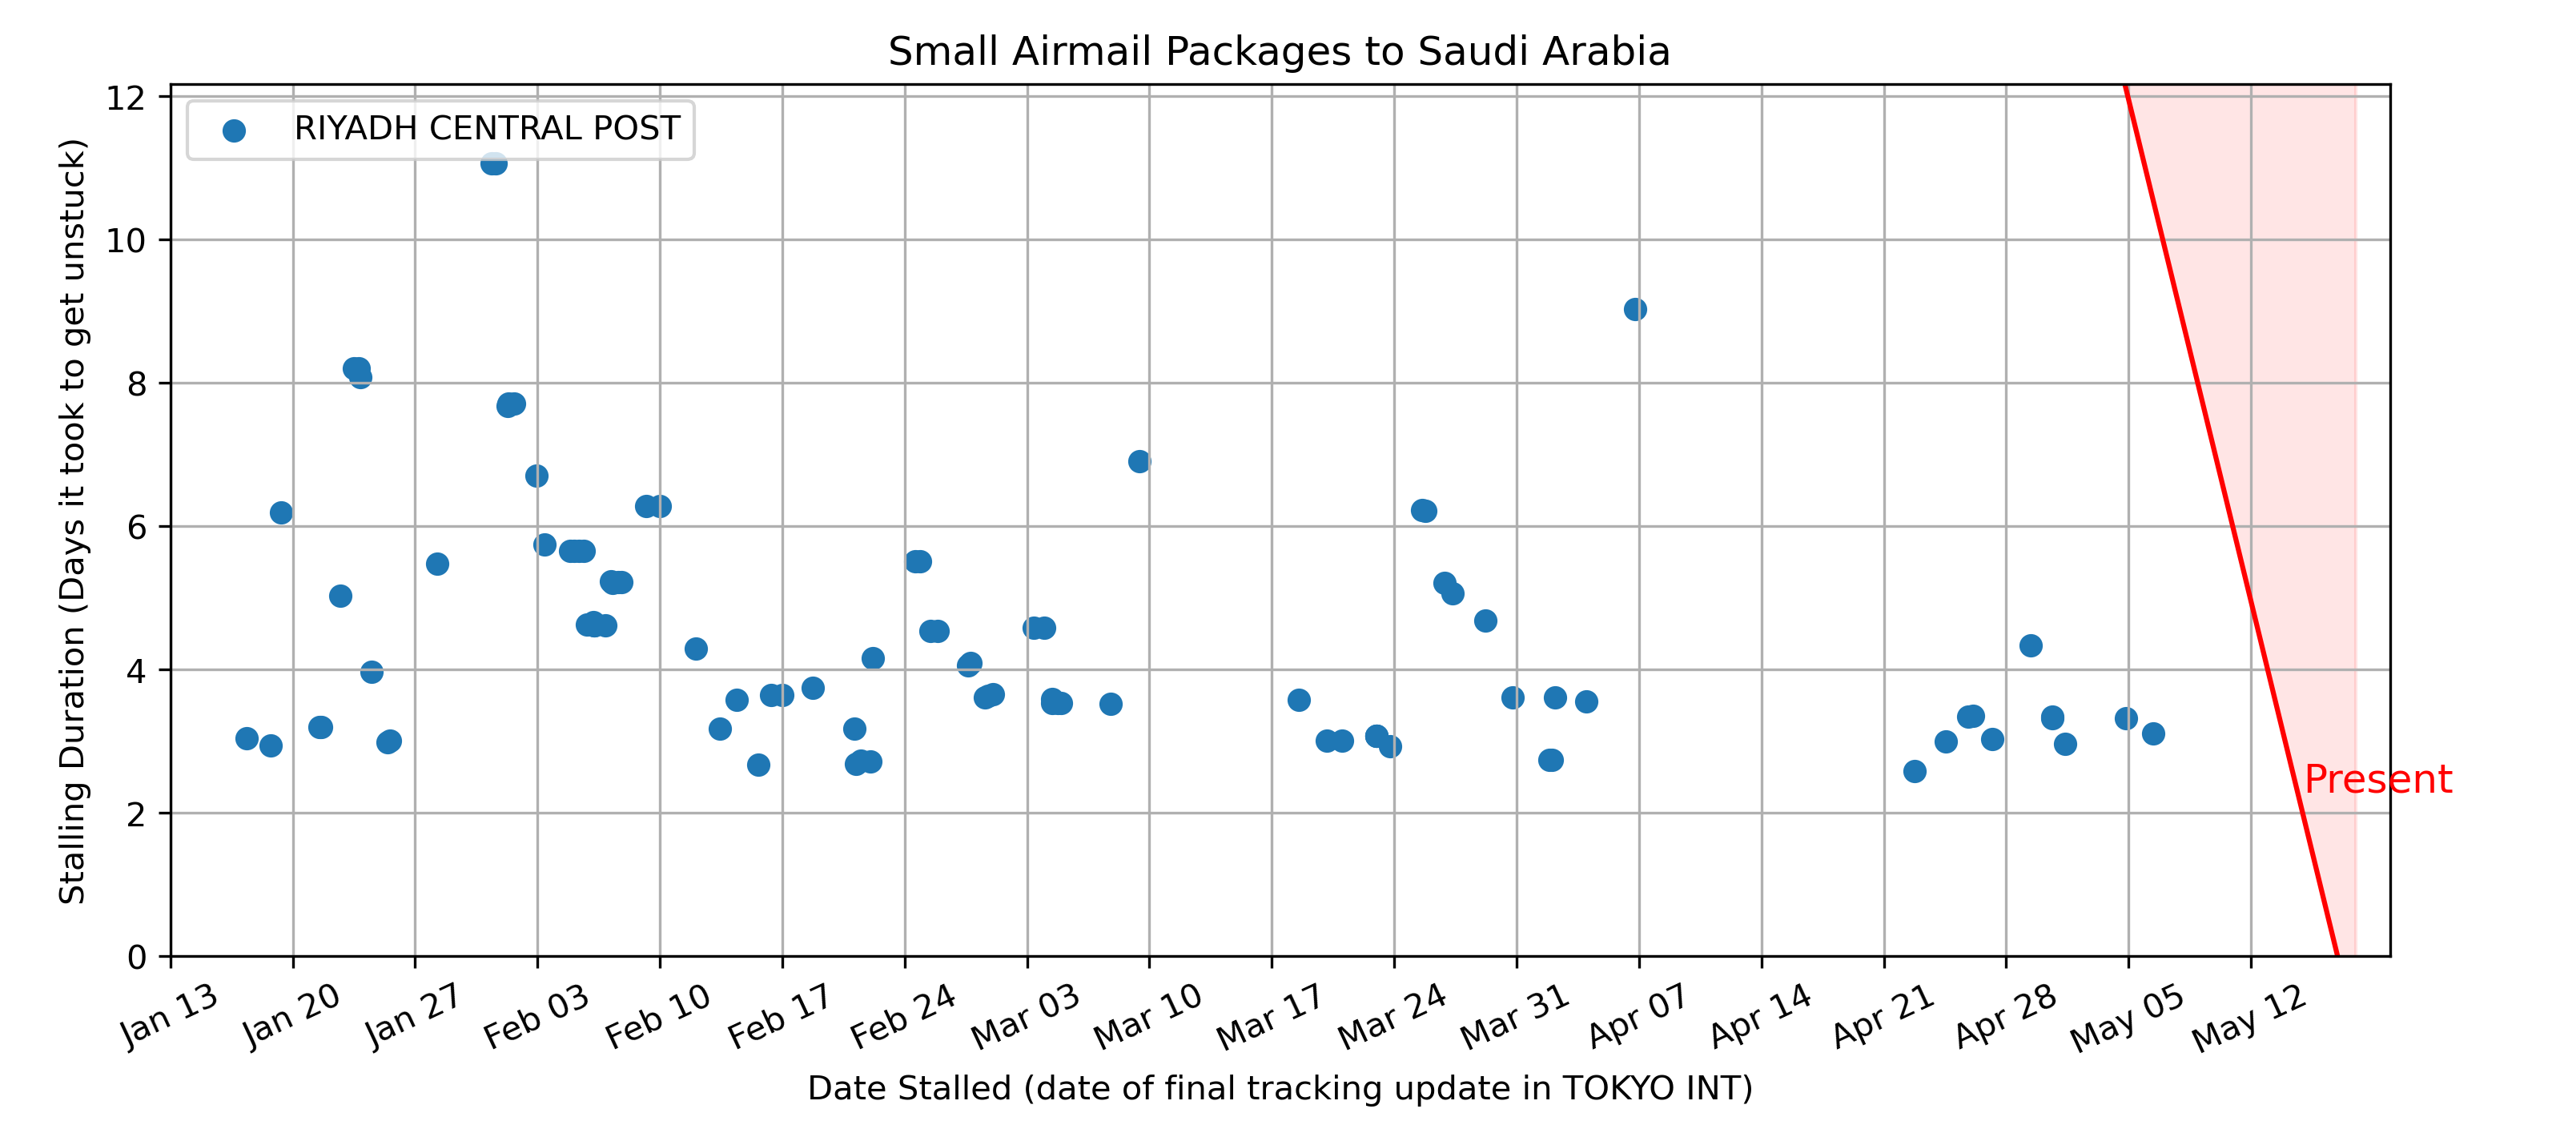 Small Airmail Packages to Saudi Arabia
RIYADH CENTRAL POST
Stalling Duration (Days it took to get unstuck)
12
10
8
6
4
2
0
Present
Jan 13
Jan 20
Jan 27
Feb 03
Feb 10
Feb 17
Feb 24
Mar 03
Mar 10
Mar 17
Mar 24
Mar 31
Apr 07
Apr 14
Apr 21
Apr 28
May 05
May 12
Date Stalled (date of final tracking update in TOKYO INT)